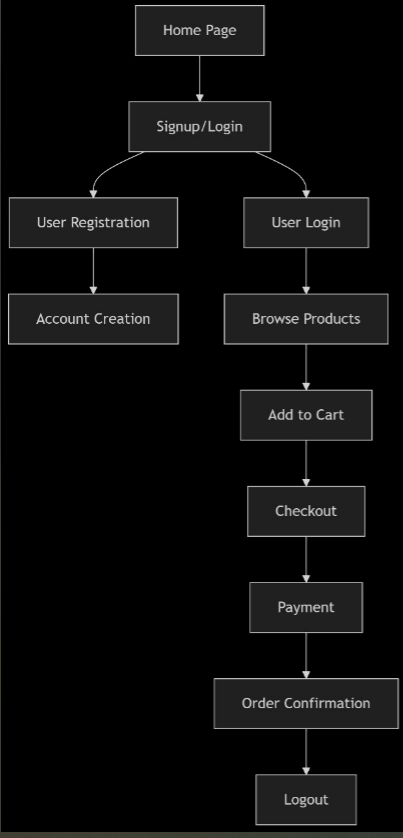 Home Page
Signup/Login
User Registration
User Login
Account Creation
Browse Products
Add to Cart
Checkout
Payment
Order Confirmation
Logout